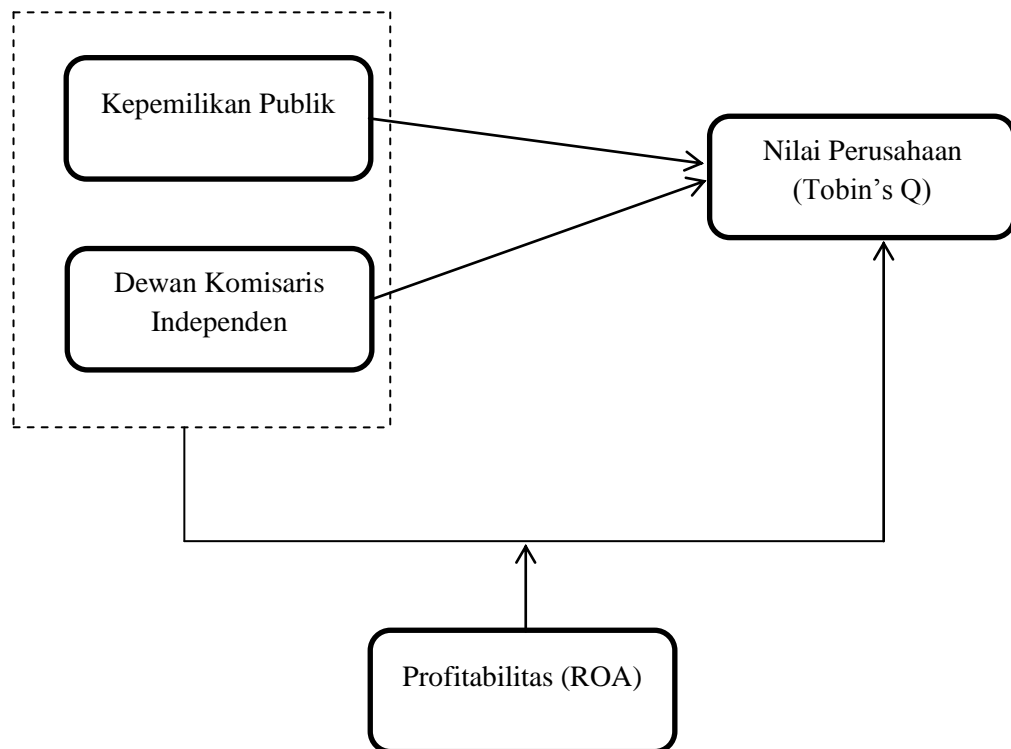 Kepemilikan Publik
Nilai Perusahaan
(Tobin’s Q)
Dewan Komisaris
Independen
Profitabilitas (ROA)